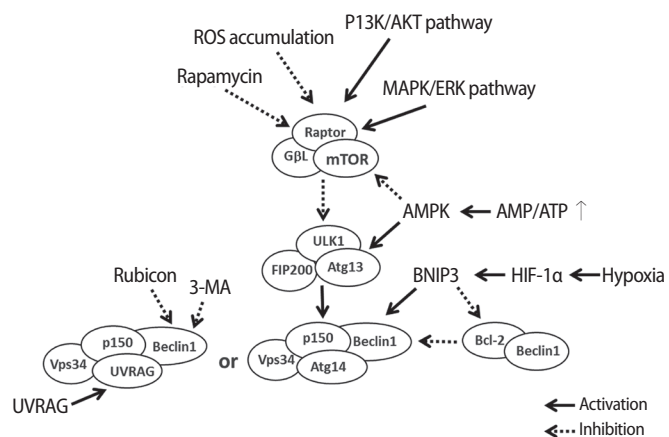 P13K/AKT pathway
ROS accumulation
Rapamycin
MAPK/ERK pathway
Raptor
GβL
mTOR
AMPK
AMP/ATP ↑
ULK1
FIP200
Atg13
Rubicon
3-MA
BNIP3
HIF-1α
Hypoxia
p150
Beclin1
Vps34
UVRAG
or
p150
Beclin1
Vps34
Atg14
Bcl-2
Beclin1
UVRAG
Activation
Inhibition